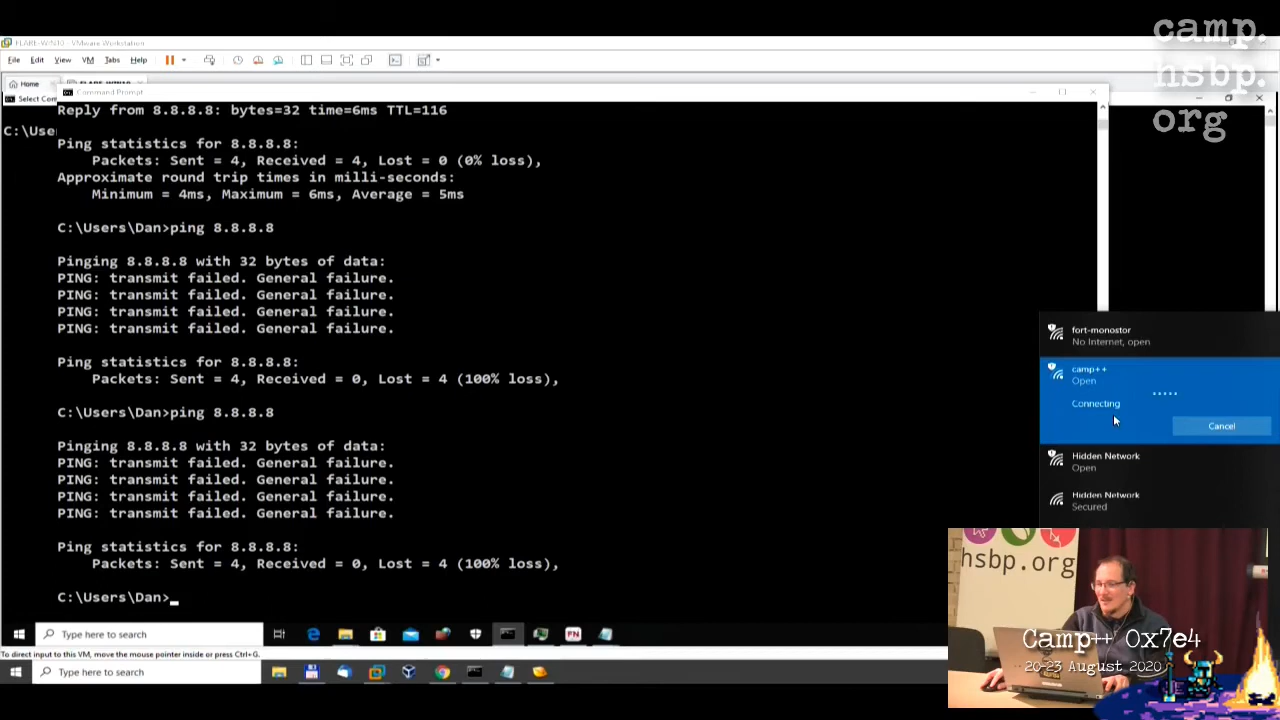 camp.
hsbp.
org
FLARE-WIN10 - VMware Workstation
File Edit View VM Tabs Help
Home
FLARE-WIN10
Select Com
Command Prompt
Reply from 8.8.8.8: bytes=32 time=6ms TTL=116
C:\Use
Ping statistics for 8.8.8.8:
Packets: Sent = 4, Received = 4, Lost = 0 (0% loss),
Approximate round trip times in milli-seconds:
Minimum = 4ms, Maximum = 6ms, Average = 5ms
C:\Users\Dan>ping 8.8.8.8
Pinging 8.8.8.8 with 32 bytes of data:
PING: transmit failed. General failure.
PING: transmit failed. General failure.
PING: transmit failed. General failure.
PING: transmit failed. General failure.
Ping statistics for 8.8.8.8:
Packets: Sent = 4, Received = 0, Lost = 4 (100% loss),
C:\Users\Dan>ping 8.8.8.8
Pinging 8.8.8.8 with 32 bytes of data:
PING: transmit failed. General failure.
PING: transmit failed. General failure.
PING: transmit failed. General failure.
PING: transmit failed. General failure.
Ping statistics for 8.8.8.8:
Packets: Sent = 4, Received = 0, Lost = 4 (100% loss),
C:\Users\Dan>
fort-monostor
No Internet, open
camp++
Open
Connecting
Cancel
Hidden Network
Open
Hidden Network
Secured
hsbp.org
Camp++ 0x7e4
20-23 August 2020
Type here to search
FN
To direct input to this VM, move the mouse pointer inside or press Ctrl+G.
Type here to search